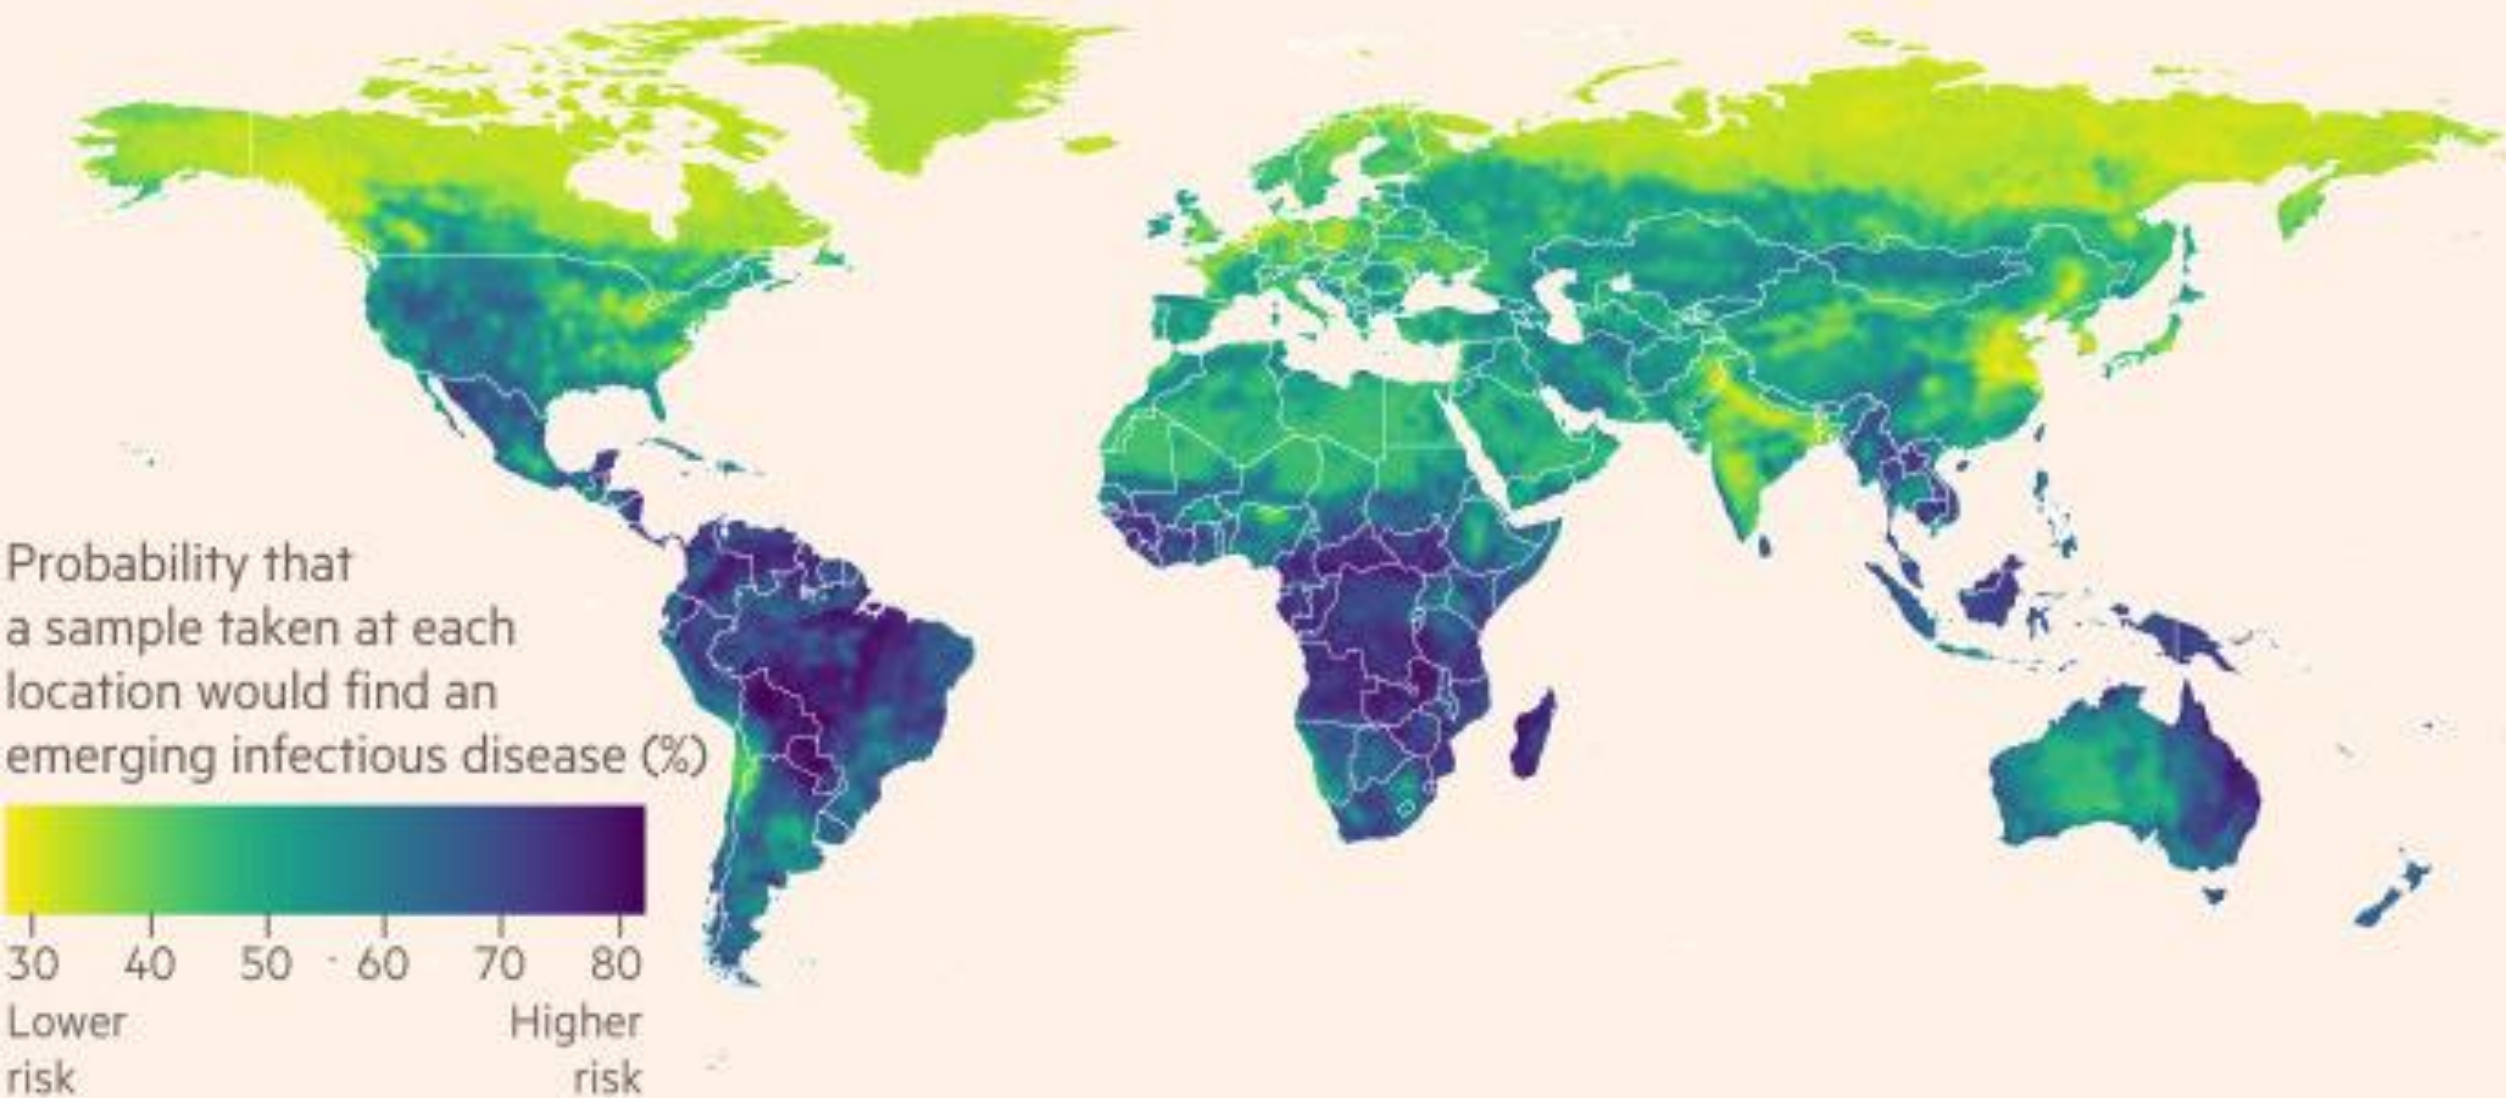 Probability that
a sample taken at each
location would find an
emerging infectious disease (%)
30 40 50 60 70 80
Lower Higher
risk risk